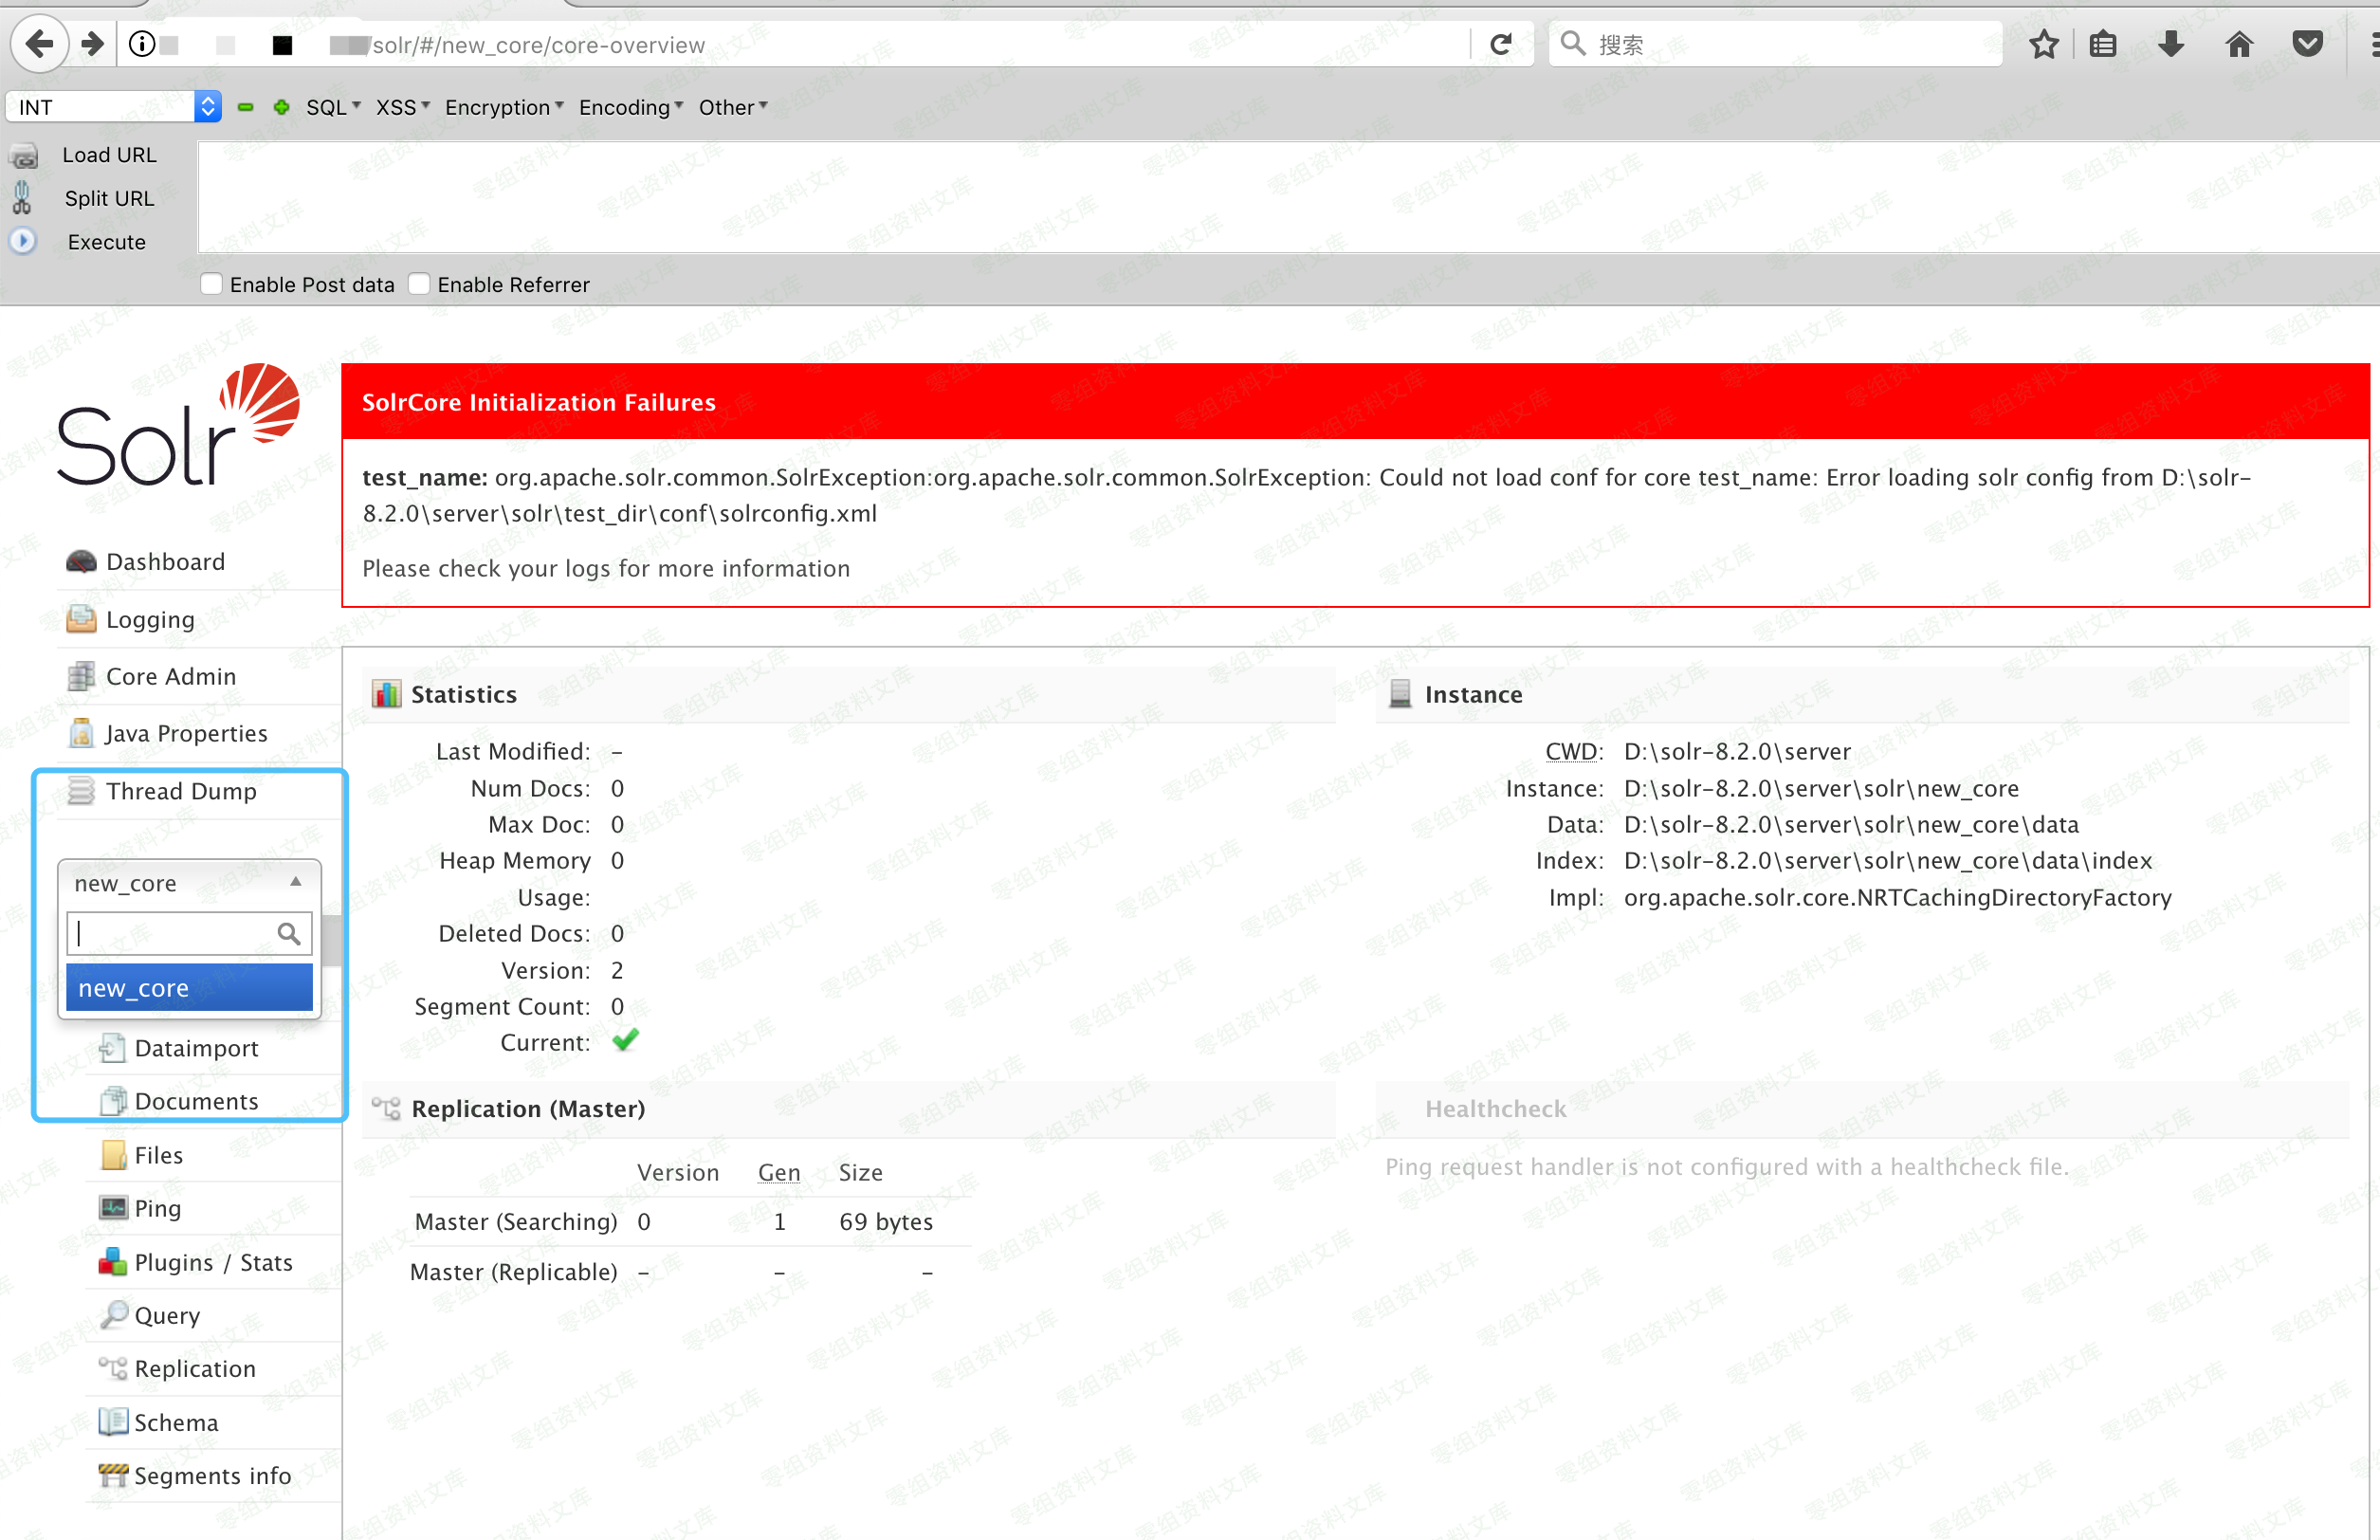 solr/#/new_core/core-overview
搜索
INT
SQL
XSS
Encryption
Encoding
Other
Load URL
Split URL
Execute
Enable Post data
Enable Referrer
Solr
SolrCore Initialization Failures
test_name: org.apache.solr.common.SolrException:org.apache.solr.common.SolrException: Could not load conf for core test_name: Error loading solr config from D:\solr-
8.2.0\server\solr\test_dir\conf\solrconfig.xml
Please check your logs for more information
Dashboard
Logging
Core Admin
Java Properties
Thread Dump
new_core
new_core
Dataimport
Documents
Files
Ping
Plugins / Stats
Query
Replication
Schema
Segments info
Statistics
Last Modified: –
Num Docs: 0
Max Doc: 0
Heap Memory 0
Usage:
Deleted Docs: 0
Version: 2
Segment Count: 0
Current:
Instance
CWD: D:\solr-8.2.0\server
Instance: D:\solr-8.2.0\server\solr\new_core
Data: D:\solr-8.2.0\server\solr\new_core\data
Index: D:\solr-8.2.0\server\solr\new_core\data\index
Impl: org.apache.solr.core.NRTCachingDirectoryFactory
Replication (Master)
Version Gen Size
Master (Searching) 0 1 69 bytes
Master (Replicable) – – –
Healthcheck
Ping request handler is not configured with a healthcheck file.
零组资料文库